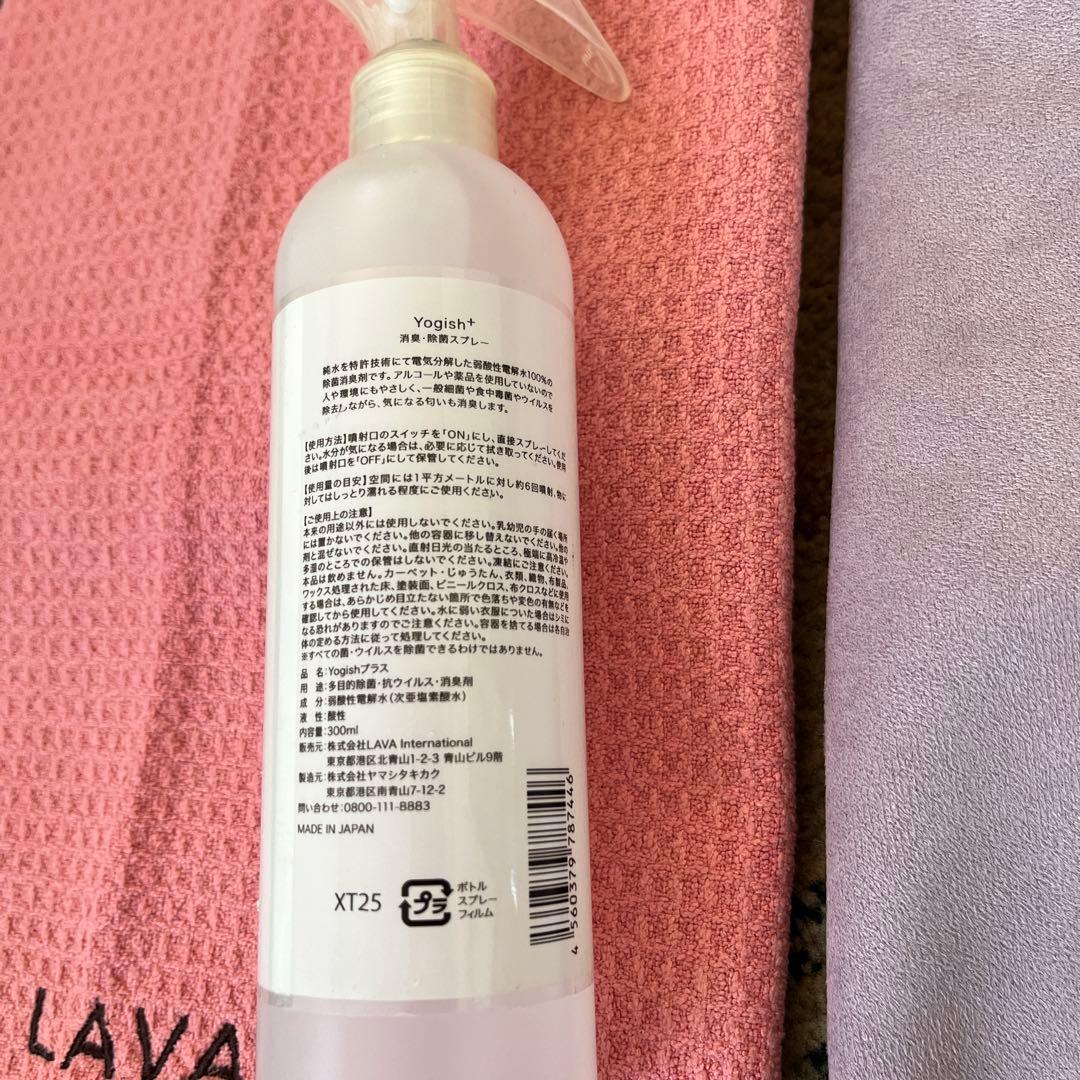 Yogish+
消臭・除菌スプレー
純水を特許技術にて電気分解した弱酸性電解水100%の
除菌消臭剤です。アルコールや薬品を使用していないので
人や環境にもやさしく、一般細菌や食中毒菌やウイルスを
除去しながら、気になる匂いも消臭します。
【使用方法】噴射口のスイッチを「ON」にし、直接スプレーしてくだ
さい。水分が気になる場合は、必要に応じて拭き取ってください。使用
後は噴射口を「OFF」にして保管してください。
【使用量の目安】空間には1平方メートルに対し約6回噴射、物に
対してはしっとり濡れる程度にご使用ください。
【ご使用上の注意】
本来の用途以外には使用しないでください。乳幼児の手の届く場所
には置かないでください。他の容器に移し替えないでください。他の
剤と混ぜないでください。直射日光の当たるところ、極端に高冷温や
多湿のところでの保管はしないでください。凍結にご注意ください。
本品は飲めません。カーペット・じゅうたん、衣類、織物、布製品、
ワックス処理された床、塗装面、ビニールクロス、布クロスなどに使用
する場合は、あらかじめ目立たない箇所で色落ちや変色の有無などを
確認してから使用してください。水に弱い衣服についた場合はシミに
なる恐れがありますのでご注意ください。容器を捨てる場合は各自治
体の定める方法に従って処理してください。
※すべての菌・ウイルスを除菌できるわけではありません。
品 名：Yogishプラス
用 途：多目的除菌・抗ウイルス・消臭剤
成 分：弱酸性電解水（次亜塩素酸水）
液 性：酸性
内容量：300ml
販売元：株式会社LAVA International
東京都港区北青山1-2-3 青山ビル9階
製造元：株式会社ヤマシタキカク
東京都港区南青山7-12-2
問い合わせ：0800-111-8883
MADE IN JAPAN
XT25
プラ
ボトル
スプレー
フィルム
4 560379 787446
LAVA